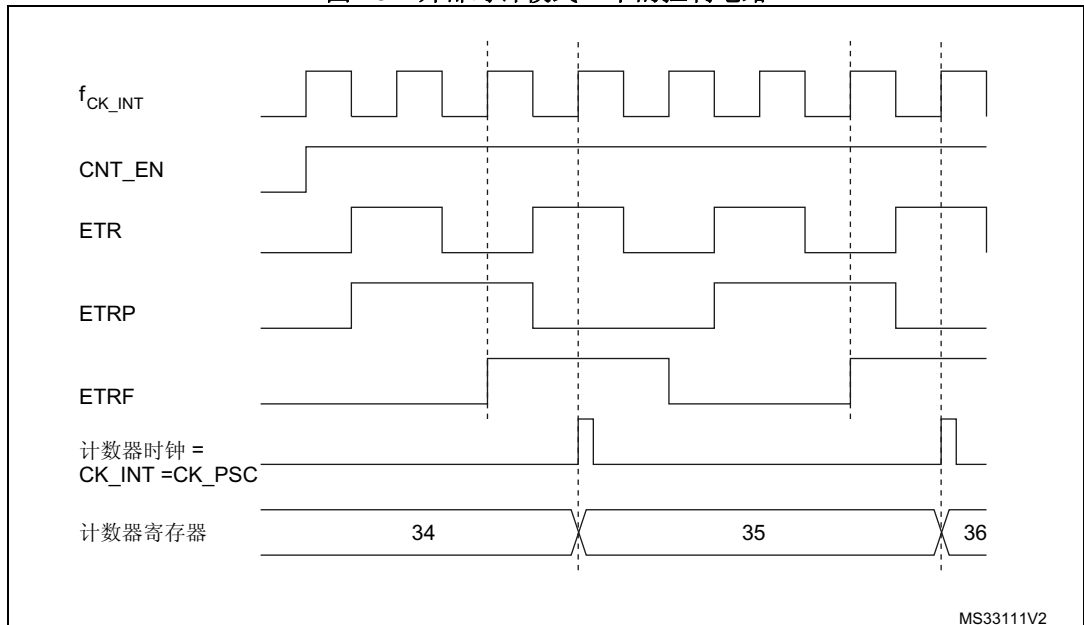 f_CK_INT
CNT_EN
ETR
ETRP
ETRF
计数器时钟 =
CK_INT =CK_PSC
计数器寄存器
34
35
36
MS33111V2